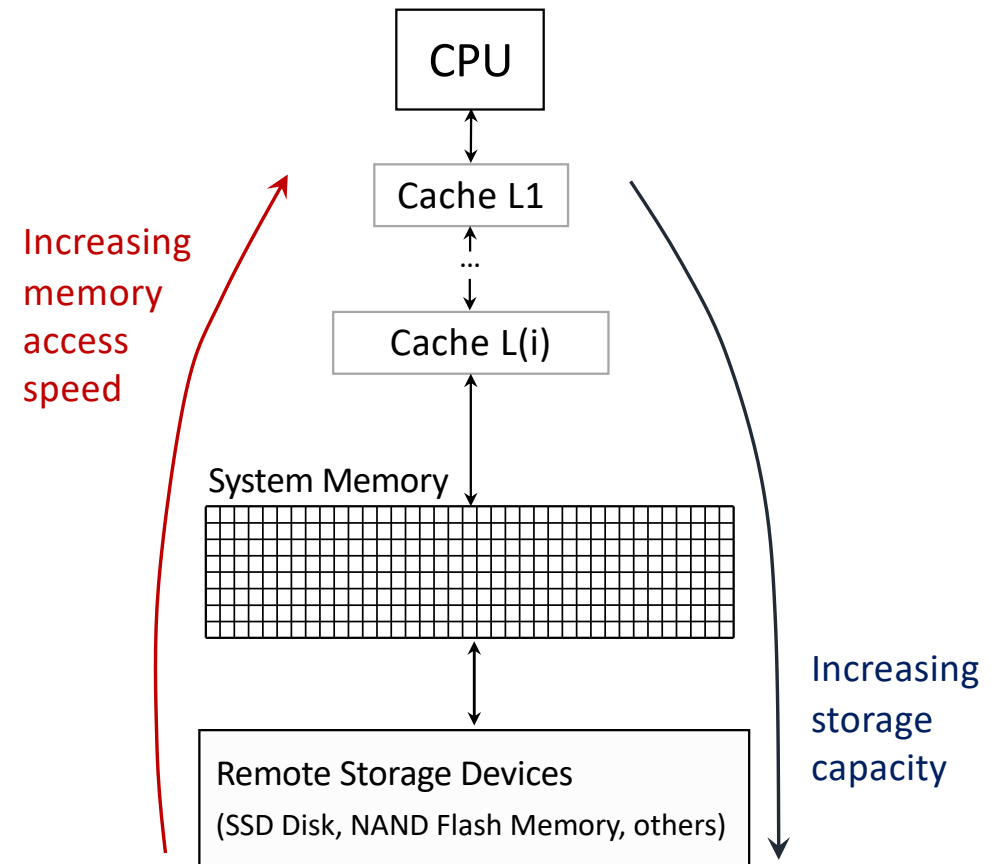 CPU
Cache L1
...
Cache L(i)
Increasing
memory
access
speed
System Memory
Increasing
storage
capacity
Remote Storage Devices
(SSD Disk, NAND Flash Memory, others)